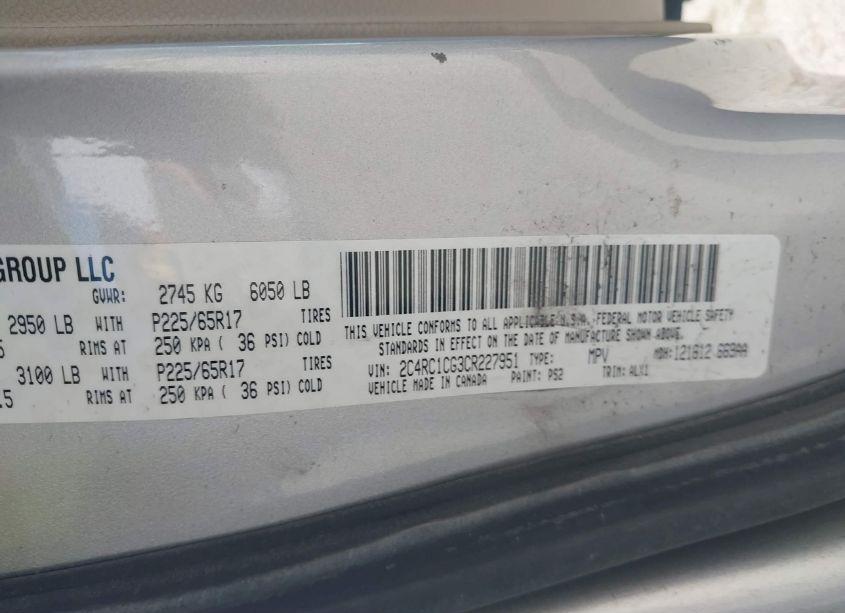 GROUP LLC
GVWR: 2745 KG 6050 LB
2950 LB WITH P225/65R17 TIRES
5 RIMS AT 250 KPA ( 36 PSI) COLD
3100 LB WITH P225/65R17 TIRES
.5 RIMS AT 250 KPA ( 36 PSI) COLD
THIS VEHICLE CONFORMS TO ALL APPLICABLE U.S.A. FEDERAL MOTOR VEHICLE SAFETY
STANDARDS IN EFFECT ON THE DATE OF MANUFACTURE SHOWN ABOVE.
VIN: 2C4RC1CG3CR227951 TYPE: MPV MDH:
VEHICLE MADE IN CANADA PAINT: PS2 TRIM: